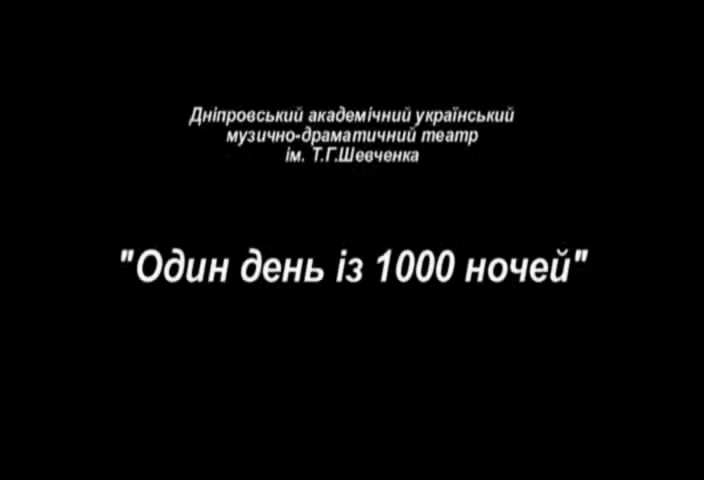 Дніпровський академічний український
музично-драматичний театр
ім. Т.Г.Шевченка
"Один день із 1000 ночей"